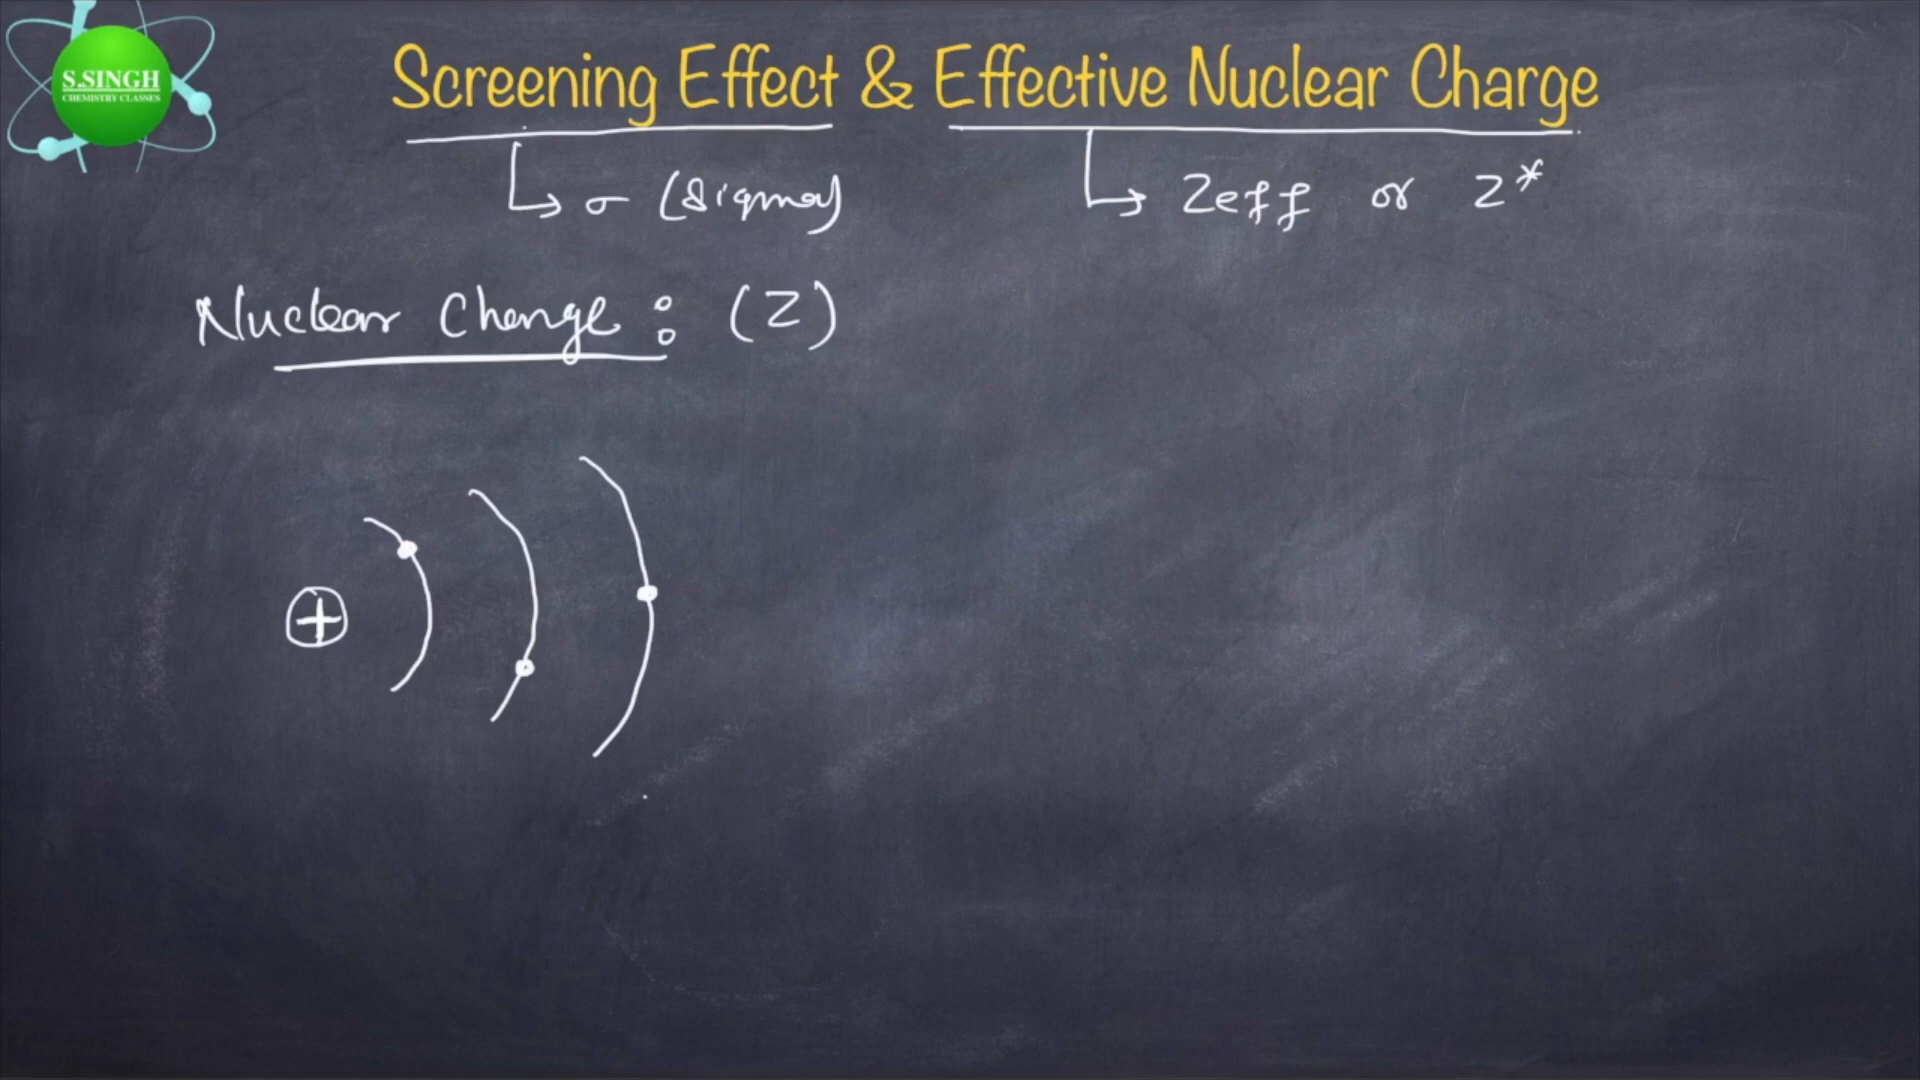 S.SINGH
CHEMISTRY CLASSES
Screening Effect & Effective Nuclear Charge
σ (Sigma)
Zeff or Z*
Nuclear Charge : (Z)
+